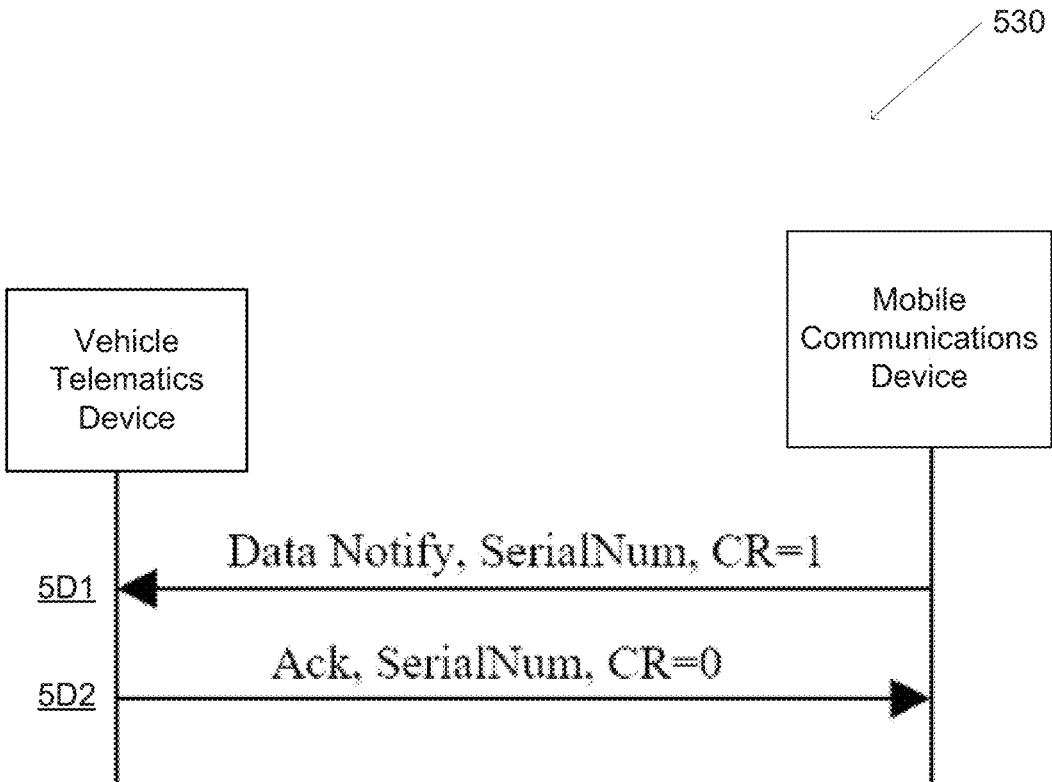 530
Mobile
Communications
Device
Vehicle
Telematics
Device
Data Notify, SerialNum, CR=1
5D1
Ack, SerialNum, CR=0
5D2